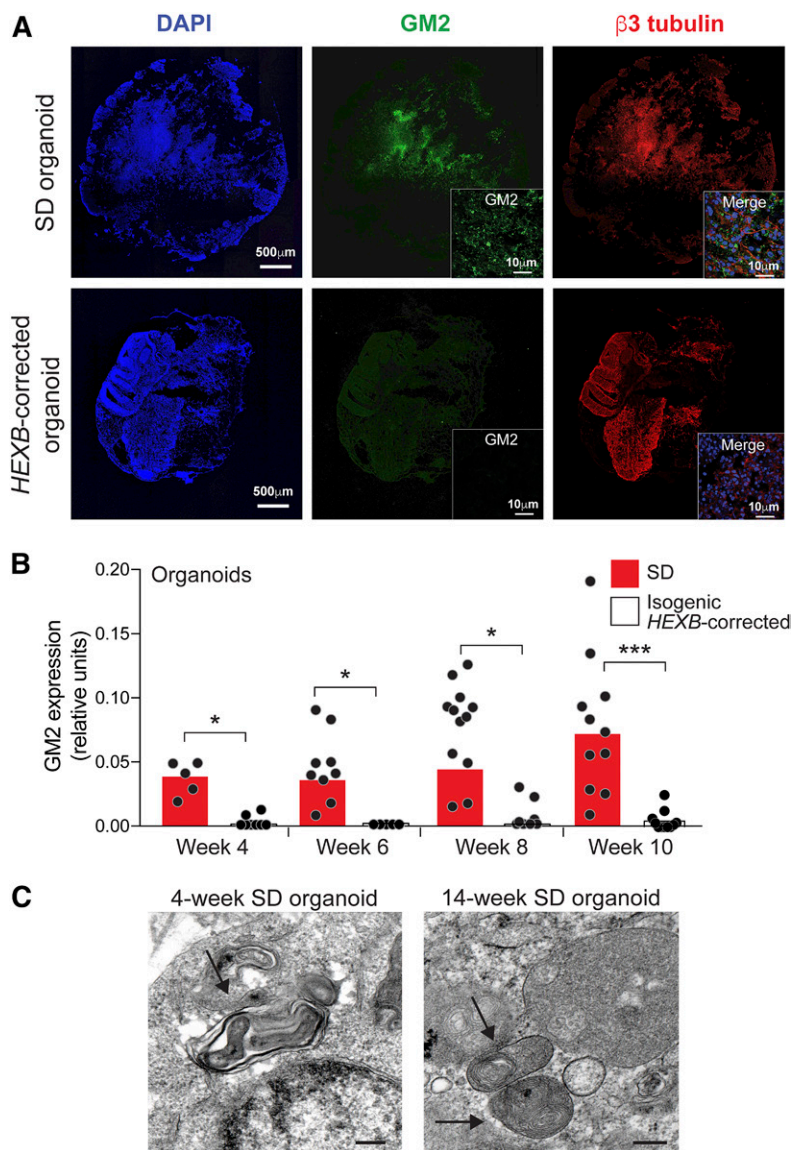 A
DAPI
GM2
β3 tubulin
SD organoid
500μm
GM2
10μm
Merge
10μm
HEXB-corrected
organoid
500μm
GM2
10μm
Merge
10μm
B
Organoids
SD
Isogenic
HEXB-corrected
GM2 expression
(relative units)
0.20
0.15
0.10
0.05
0.00
*
*
*
***
Week 4
Week 6
Week 8
Week 10
C
4-week SD organoid
14-week SD organoid